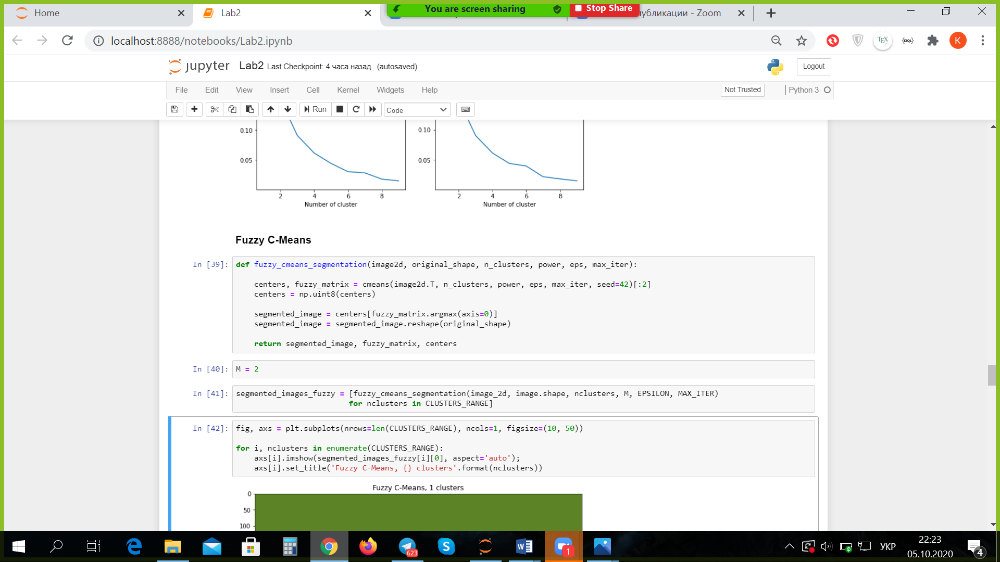 Home
Lab2
You are screen sharing
Stop Share
публикации - Zoom
localhost:8888/notebooks/Lab2.ipynb
TEX
{CiQL}
K
jupyter Lab2 Last Checkpoint: 4 часа назад (autosaved)
Logout
File Edit View Insert Cell Kernel Widgets Help
Not Trusted
Python 3
Run
Code
0.10
0.05
2 4 6 8
Number of cluster
0.10
0.05
2 4 6 8
Number of cluster
Fuzzy C-Means
In [39]: def fuzzy_cmeans_segmentation(image2d, original_shape, n_clusters, power, eps, max_iter):
centers, fuzzy_matrix = cmeans(image2d.T, n_clusters, power, eps, max_iter, seed=42)[:2]
centers = np.uint8(centers)
segmented_image = centers[fuzzy_matrix.argmax(axis=0)]
segmented_image = segmented_image.reshape(original_shape)
return segmented_image, fuzzy_matrix, centers
In [40]: M = 2
In [41]: segmented_images_fuzzy = [fuzzy_cmeans_segmentation(image_2d, image.shape, nclusters, M, EPSILON, MAX_ITER)
for nclusters in CLUSTERS_RANGE]
In [42]: fig, axs = plt.subplots(nrows=len(CLUSTERS_RANGE), ncols=1, figsize=(10, 50))
for i, nclusters in enumerate(CLUSTERS_RANGE):
axs[i].imshow(segmented_images_fuzzy[i][0], aspect='auto');
axs[i].set_title('Fuzzy C-Means, {} clusters'.format(nclusters))
Fuzzy C-Means, 1 clusters
0
50
100
623
1
УКР
22:23
05.10.2020
4